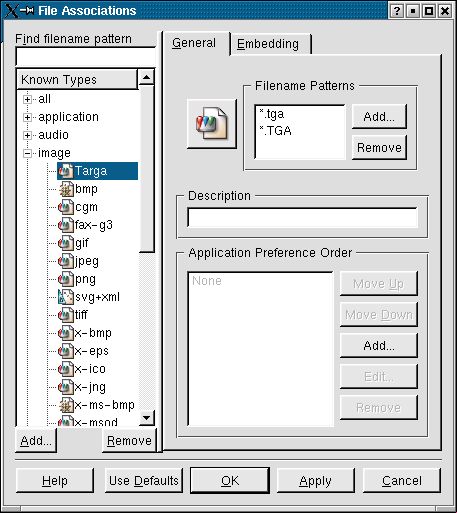 File Associations
Find filename pattern
Known Types
all
application
audio
image
Targa
bmp
cgm
fax-g3
gif
jpeg
png
svg+xml
tiff
x-bmp
x-eps
x-ico
x-jng
x-ms-bmp
x-msod
Add...
Remove
General
Embedding
Filename Patterns
*.tga
*.TGA
Add...
Remove
Description
Application Preference Order
None
Move Up
Move Down
Add...
Edit...
Remove
Help
Use Defaults
OK
Apply
Cancel